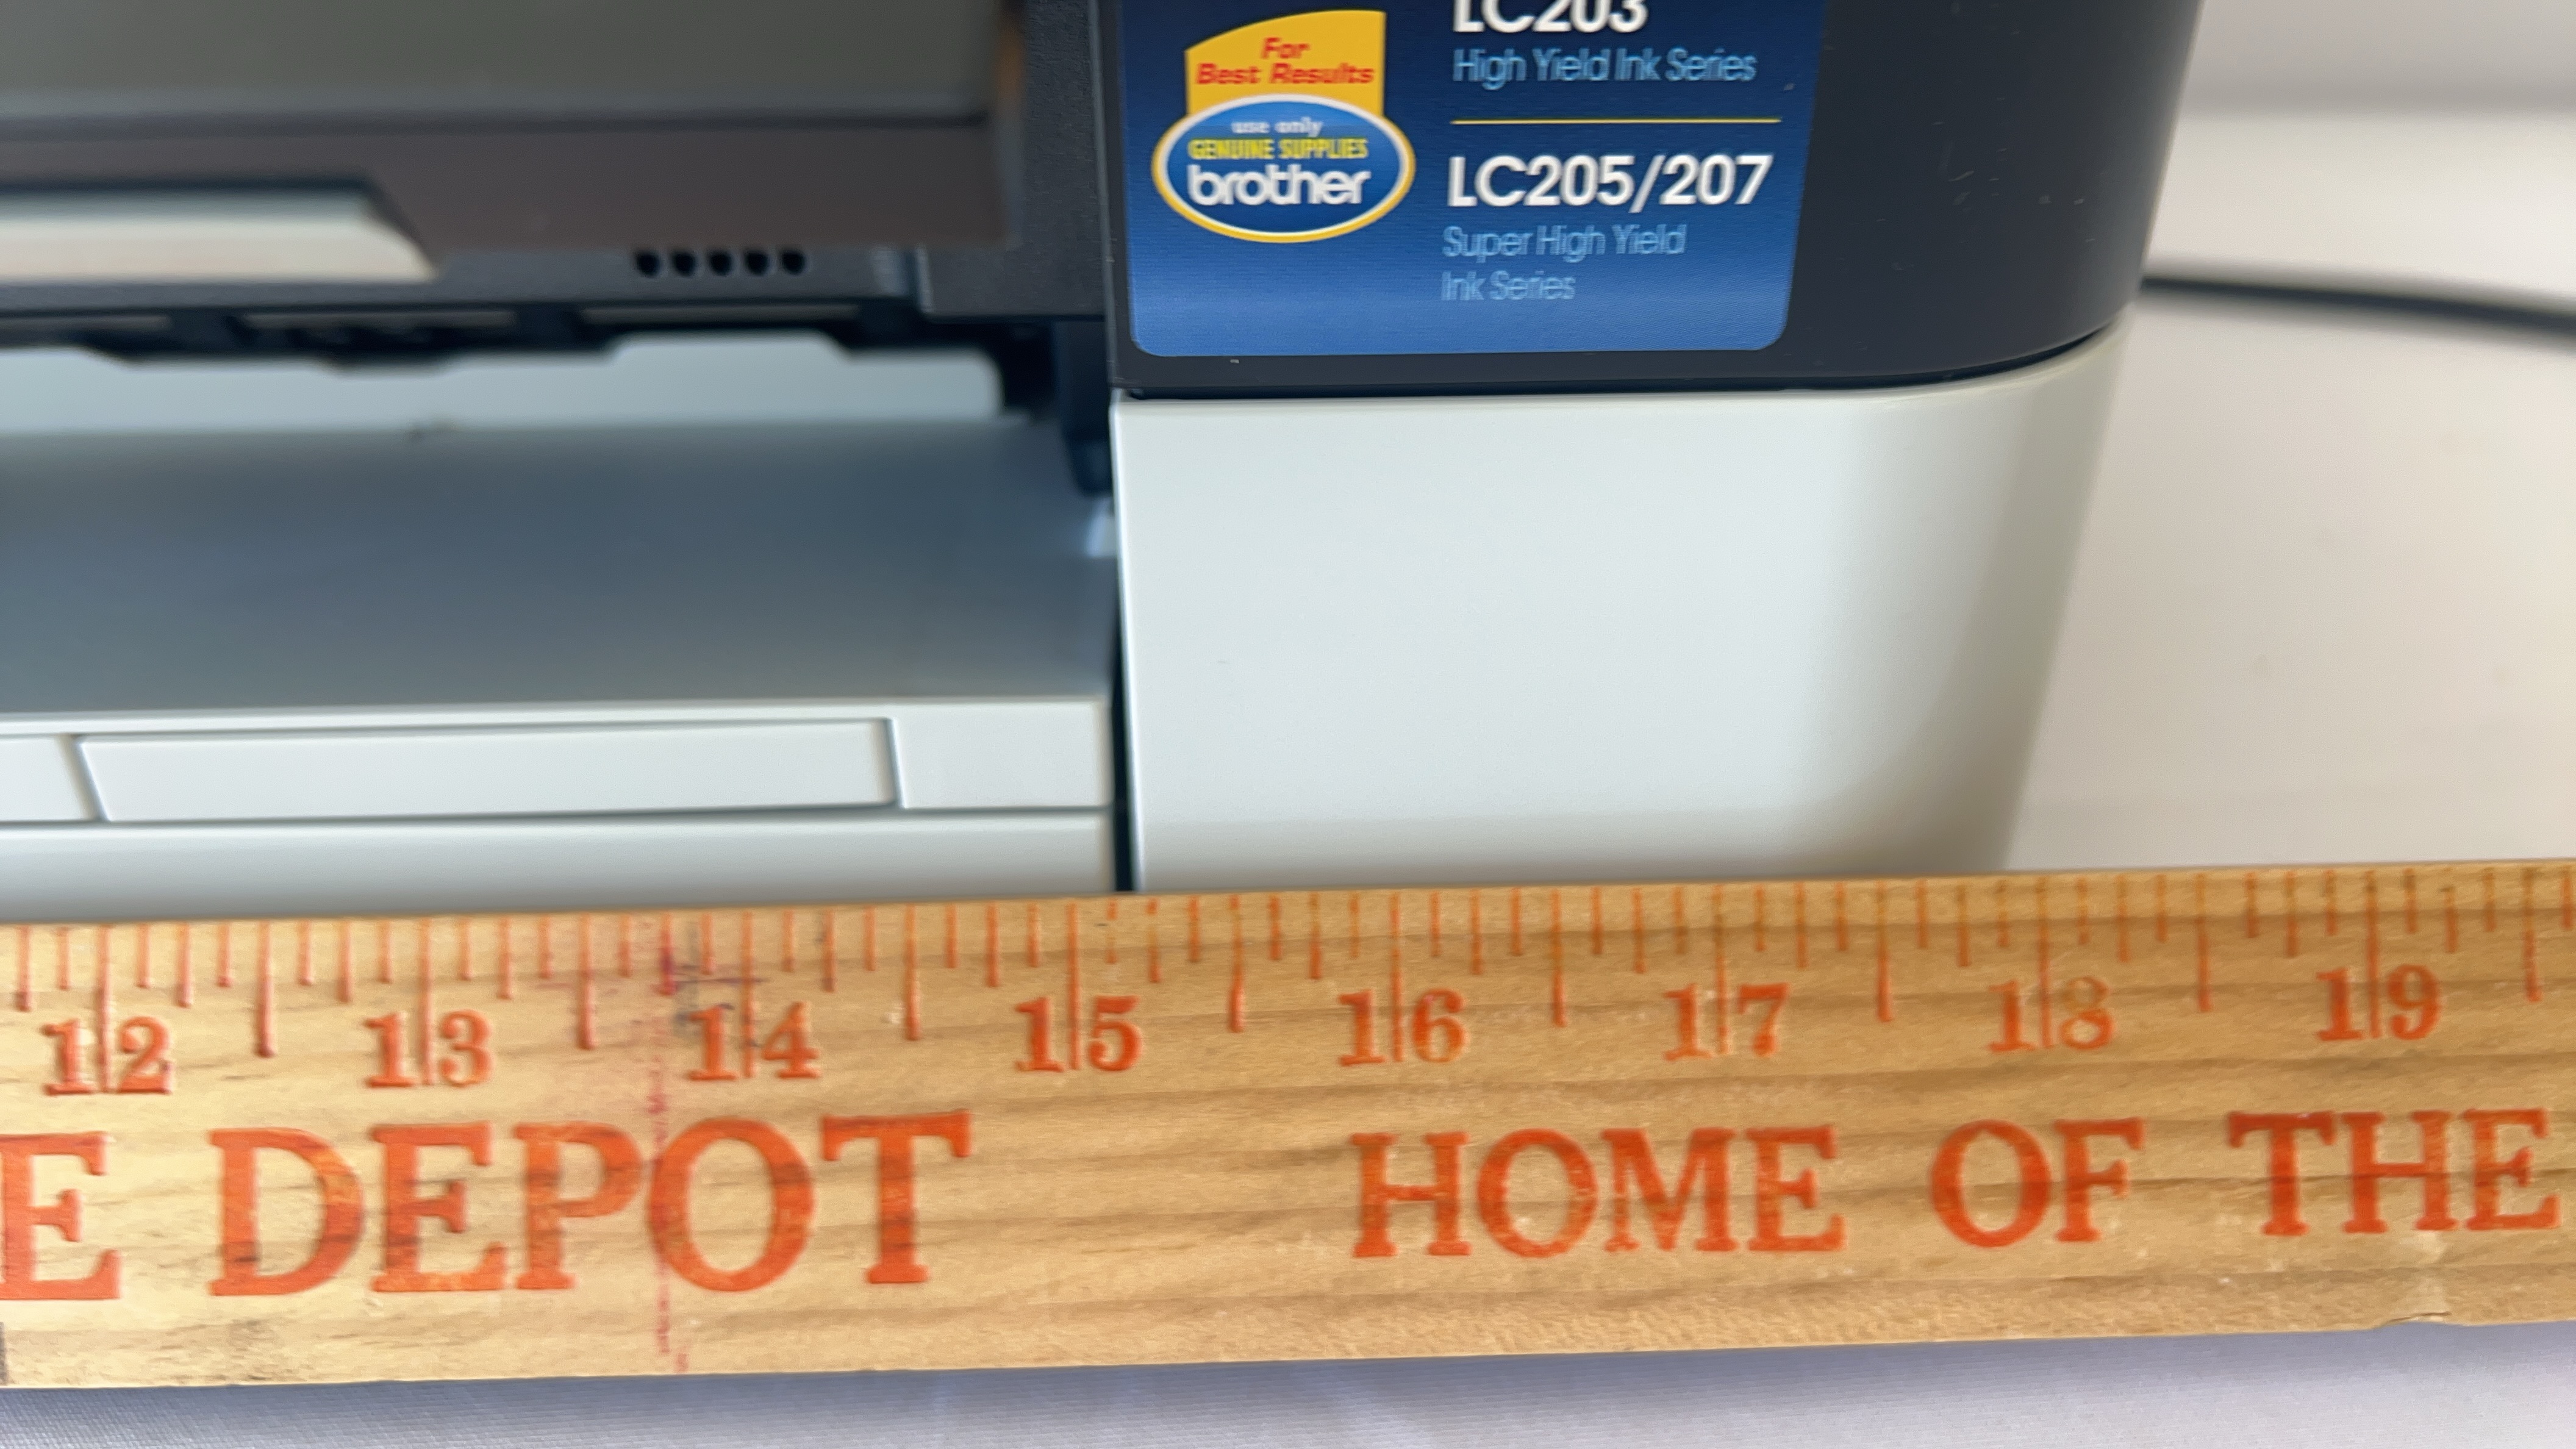 LC203
High Yield Ink Series
For
Best Results
use only
GENUINE SUPPLIES
brother
LC205/207
Super High Yield
Ink Series
12 13 14 15 16 17 18 19
E DEPOT HOME OF THE